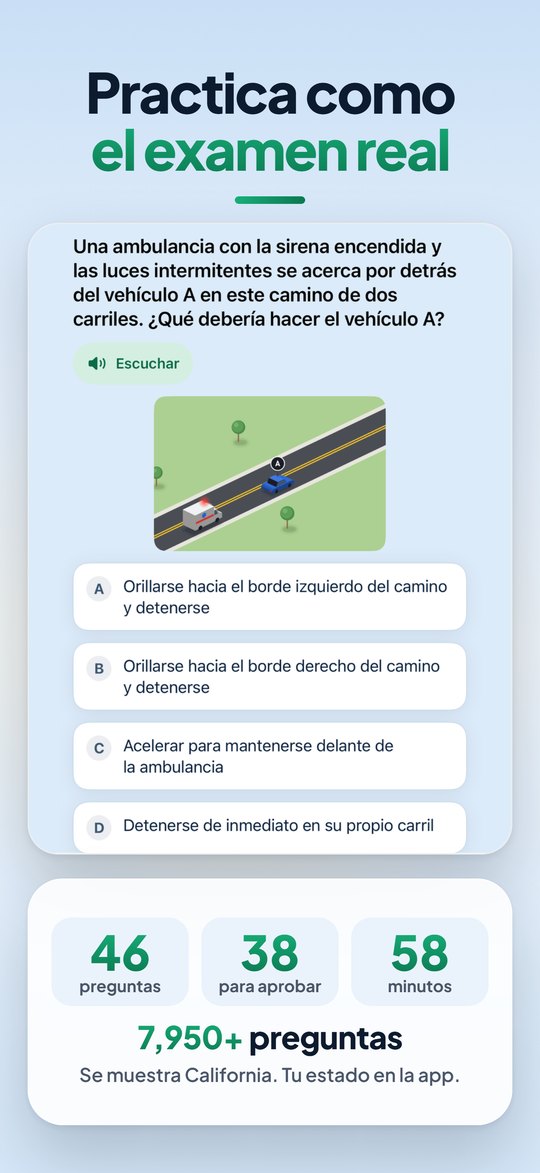 Practica como
el examen real
Una ambulancia con la sirena encendida y
las luces intermitentes se acerca por detrás
del vehículo A en este camino de dos
carriles. ¿Qué debería hacer el vehículo A?
Escuchar
A
A Orillarse hacia el borde izquierdo del camino
y detenerse
B Orillarse hacia el borde derecho del camino
y detenerse
C Acelerar para mantenerse delante de
la ambulancia
D Detenerse de inmediato en su propio carril
46 38 58
preguntas para aprobar minutos
7,950+ preguntas
Se muestra California. Tu estado en la app.